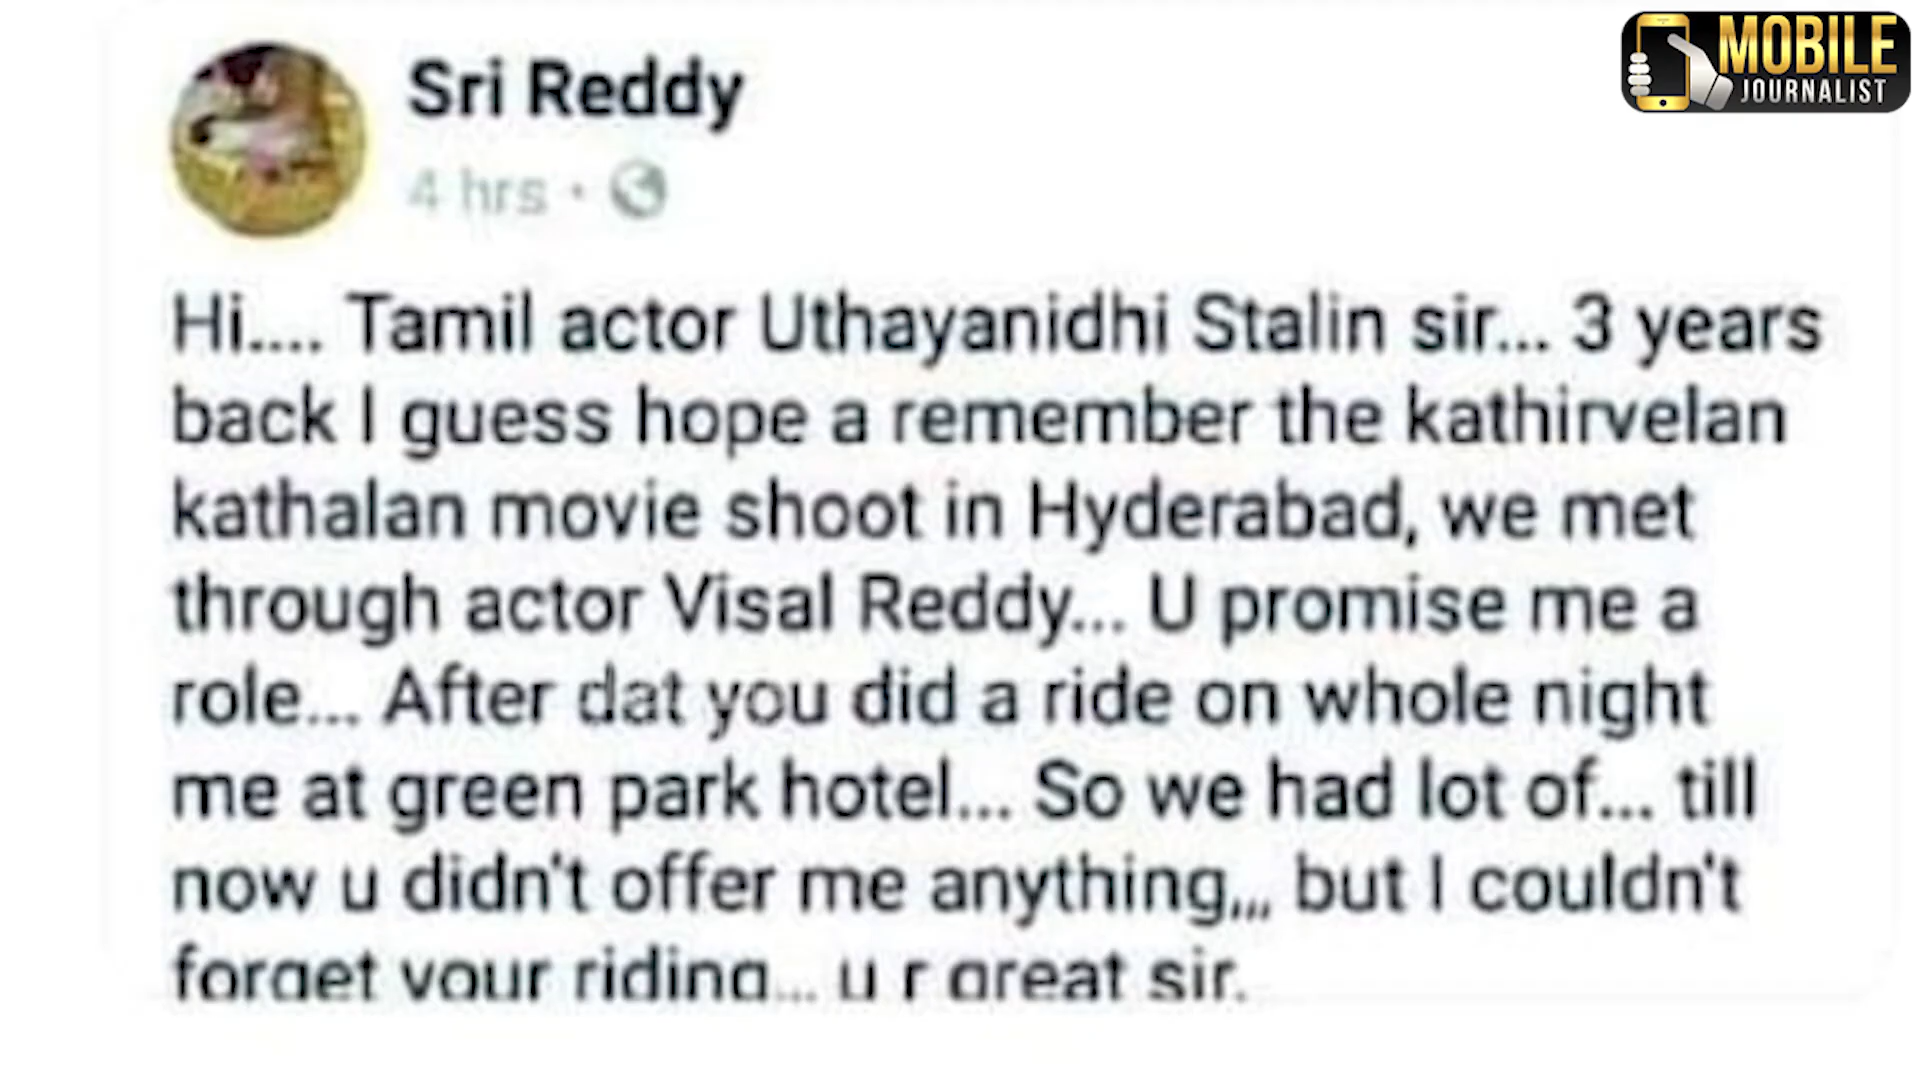 MOBILE
JOURNALIST
Sri Reddy
4 hrs ·
Hi.... Tamil actor Uthayanidhi Stalin sir... 3 years
back I guess hope a remember the kathirvelan
kathalan movie shoot in Hyderabad, we met
through actor Visal Reddy... U promise me a
role... After dat you did a ride on whole night
me at green park hotel... So we had lot of... till
now u didn't offer me anything,,, but I couldn't
forget your riding... u r great sir.